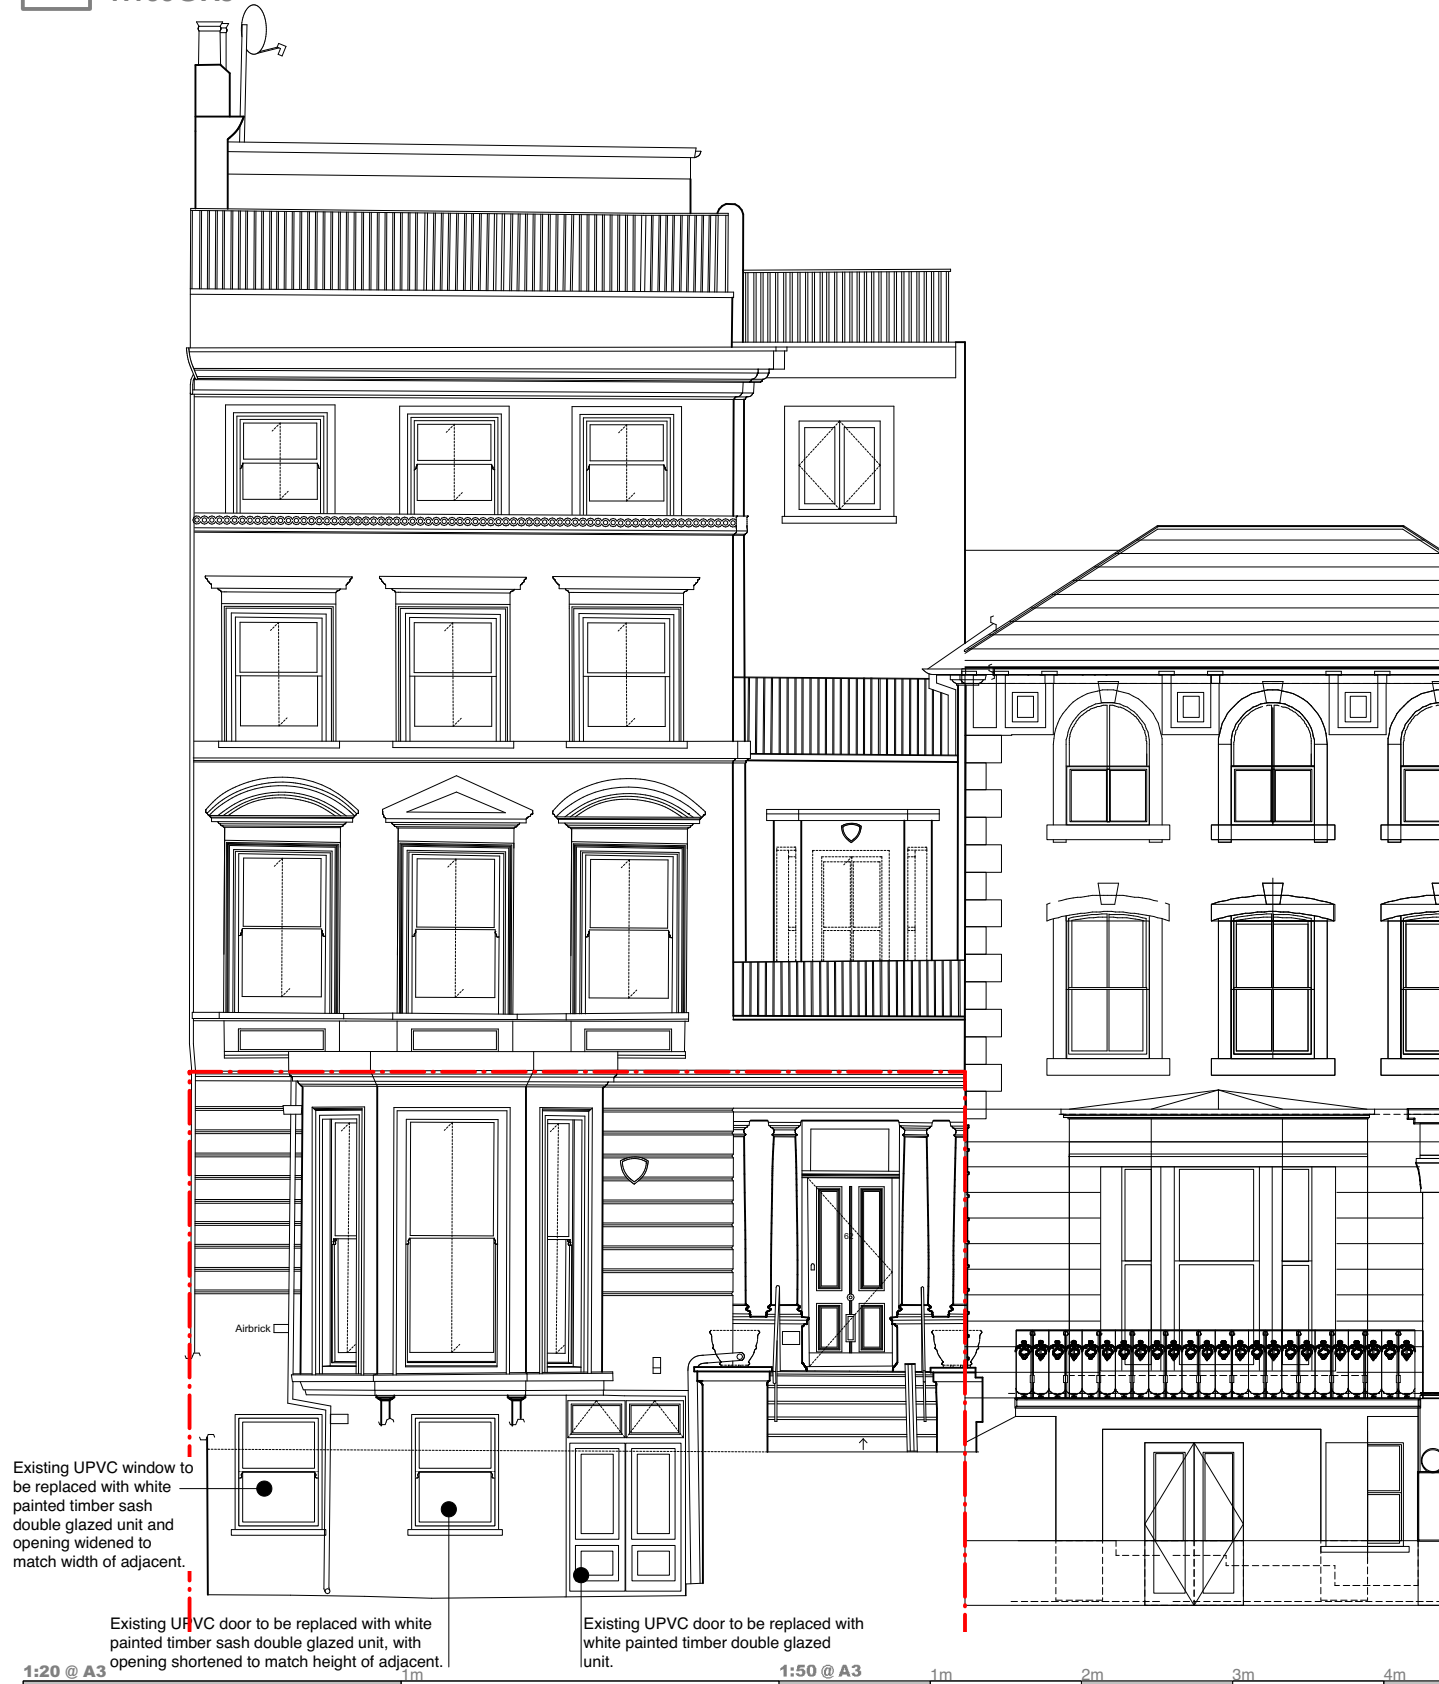 62
Airbrick
Existing UPVC window to
be replaced with white
painted timber sash
double glazed unit and
opening widened to
match width of adjacent.
Existing UPVC door to be replaced with white
painted timber sash double glazed unit, with
opening shortened to match height of adjacent.
Existing UPVC door to be replaced with
white painted timber double glazed
unit.
1:20 @ A3 1m 1:50 @ A3 1m 2m 3m 4m